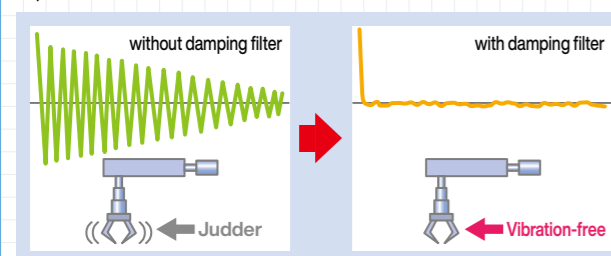 without damping filter
with damping filter
Judder
Vibration-free